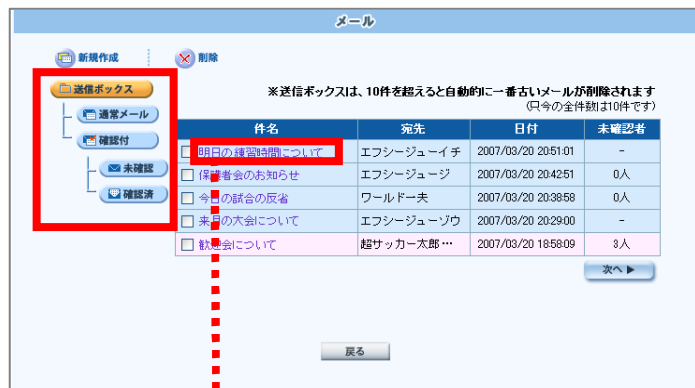 メール
新規作成
削除
送信ボックス
通常メール
確認付
未確認
確認済
※送信ボックスは、10件を超えると自動的に一番古いメールが削除されます
(只今の全件数は10件です)
件名 宛先 日付 未確認者
明日の練習時間について エフシージューイチ 2007/03/20 20:51:01 -
保護者会のお知らせ エフシージュージ 2007/03/20 20:42:51 0人
今日の試合の反省 ワールド一夫 2007/03/20 20:38:58 0人
来月の大会について エフシージューゾウ 2007/03/20 20:29:00 -
歓迎会について 超サッカー太郎… 2007/03/20 18:58:09 3人
次へ ▶
戻る